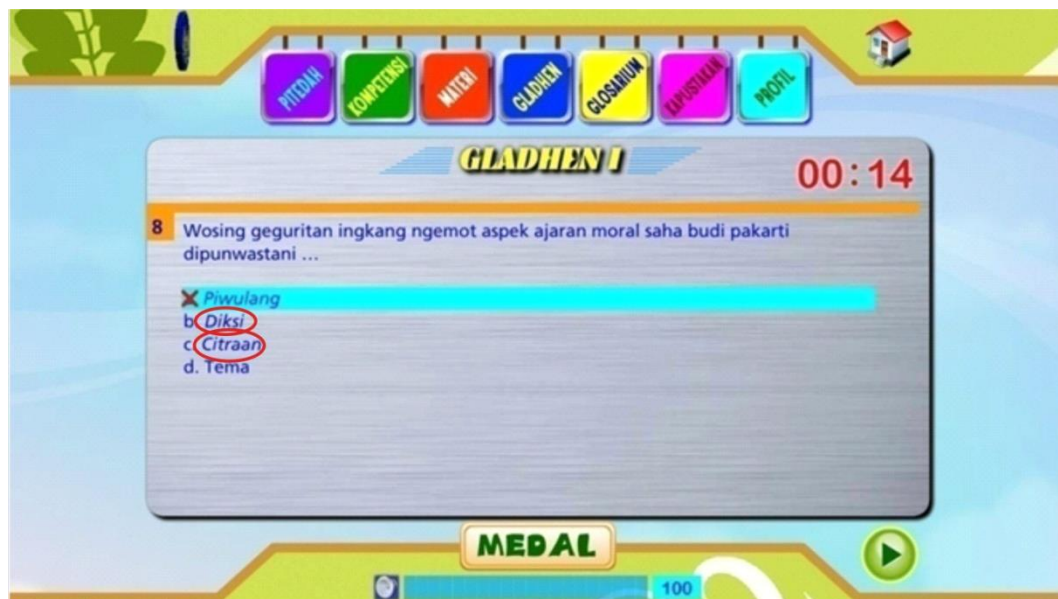 PITEDAH KOMPETENSI MATERI GLADHEN GLOSARIUM KAPUSTAKAN PROFIL
GLADHEN I
00:14
8 Wosing geguritan ingkang ngemot aspek ajaran moral saha budi pakarti
dipunwastani ...
Piwulang
b. Diksi
c. Citraan
d. Tema
MEDAL
100